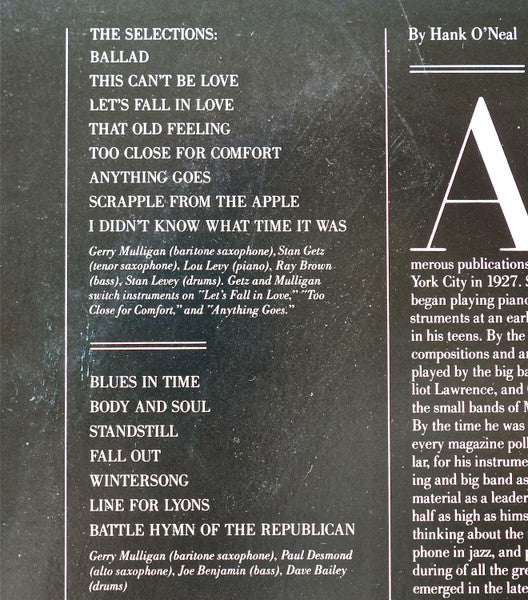 THE SELECTIONS:
BALLAD
THIS CAN'T BE LOVE
LET'S FALL IN LOVE
THAT OLD FEELING
TOO CLOSE FOR COMFORT
ANYTHING GOES
SCRAPPLE FROM THE APPLE
I DIDN'T KNOW WHAT TIME IT WAS
Gerry Mulligan (baritone saxophone), Stan Getz
(tenor saxophone), Lou Levy (piano), Ray Brown
(bass), Stan Levey (drums). Getz and Mulligan
switch instruments on "Let's Fall in Love," "Too
Close for Comfort," and "Anything Goes."
BLUES IN TIME
BODY AND SOUL
STANDSTILL
FALL OUT
WINTERSONG
LINE FOR LYONS
BATTLE HYMN OF THE REPUBLICAN
Gerry Mulligan (baritone saxophone), Paul Desmond
(alto saxophone), Joe Benjamin (bass), Dave Bailey
(drums)
By Hank O'Neal
A
merous publications
York City in 1927. S
began playing piano
struments at an earl
in his teens. By the
compositions and ar
played by the big ba
liot Lawrence, and
the small bands of M
By the time he was
every magazine poll
lar, for his instrume
ing and big band as
material as a leader
half as high as hims
thinking about the
phone in jazz, and p
during of all the gre
emerged in the late